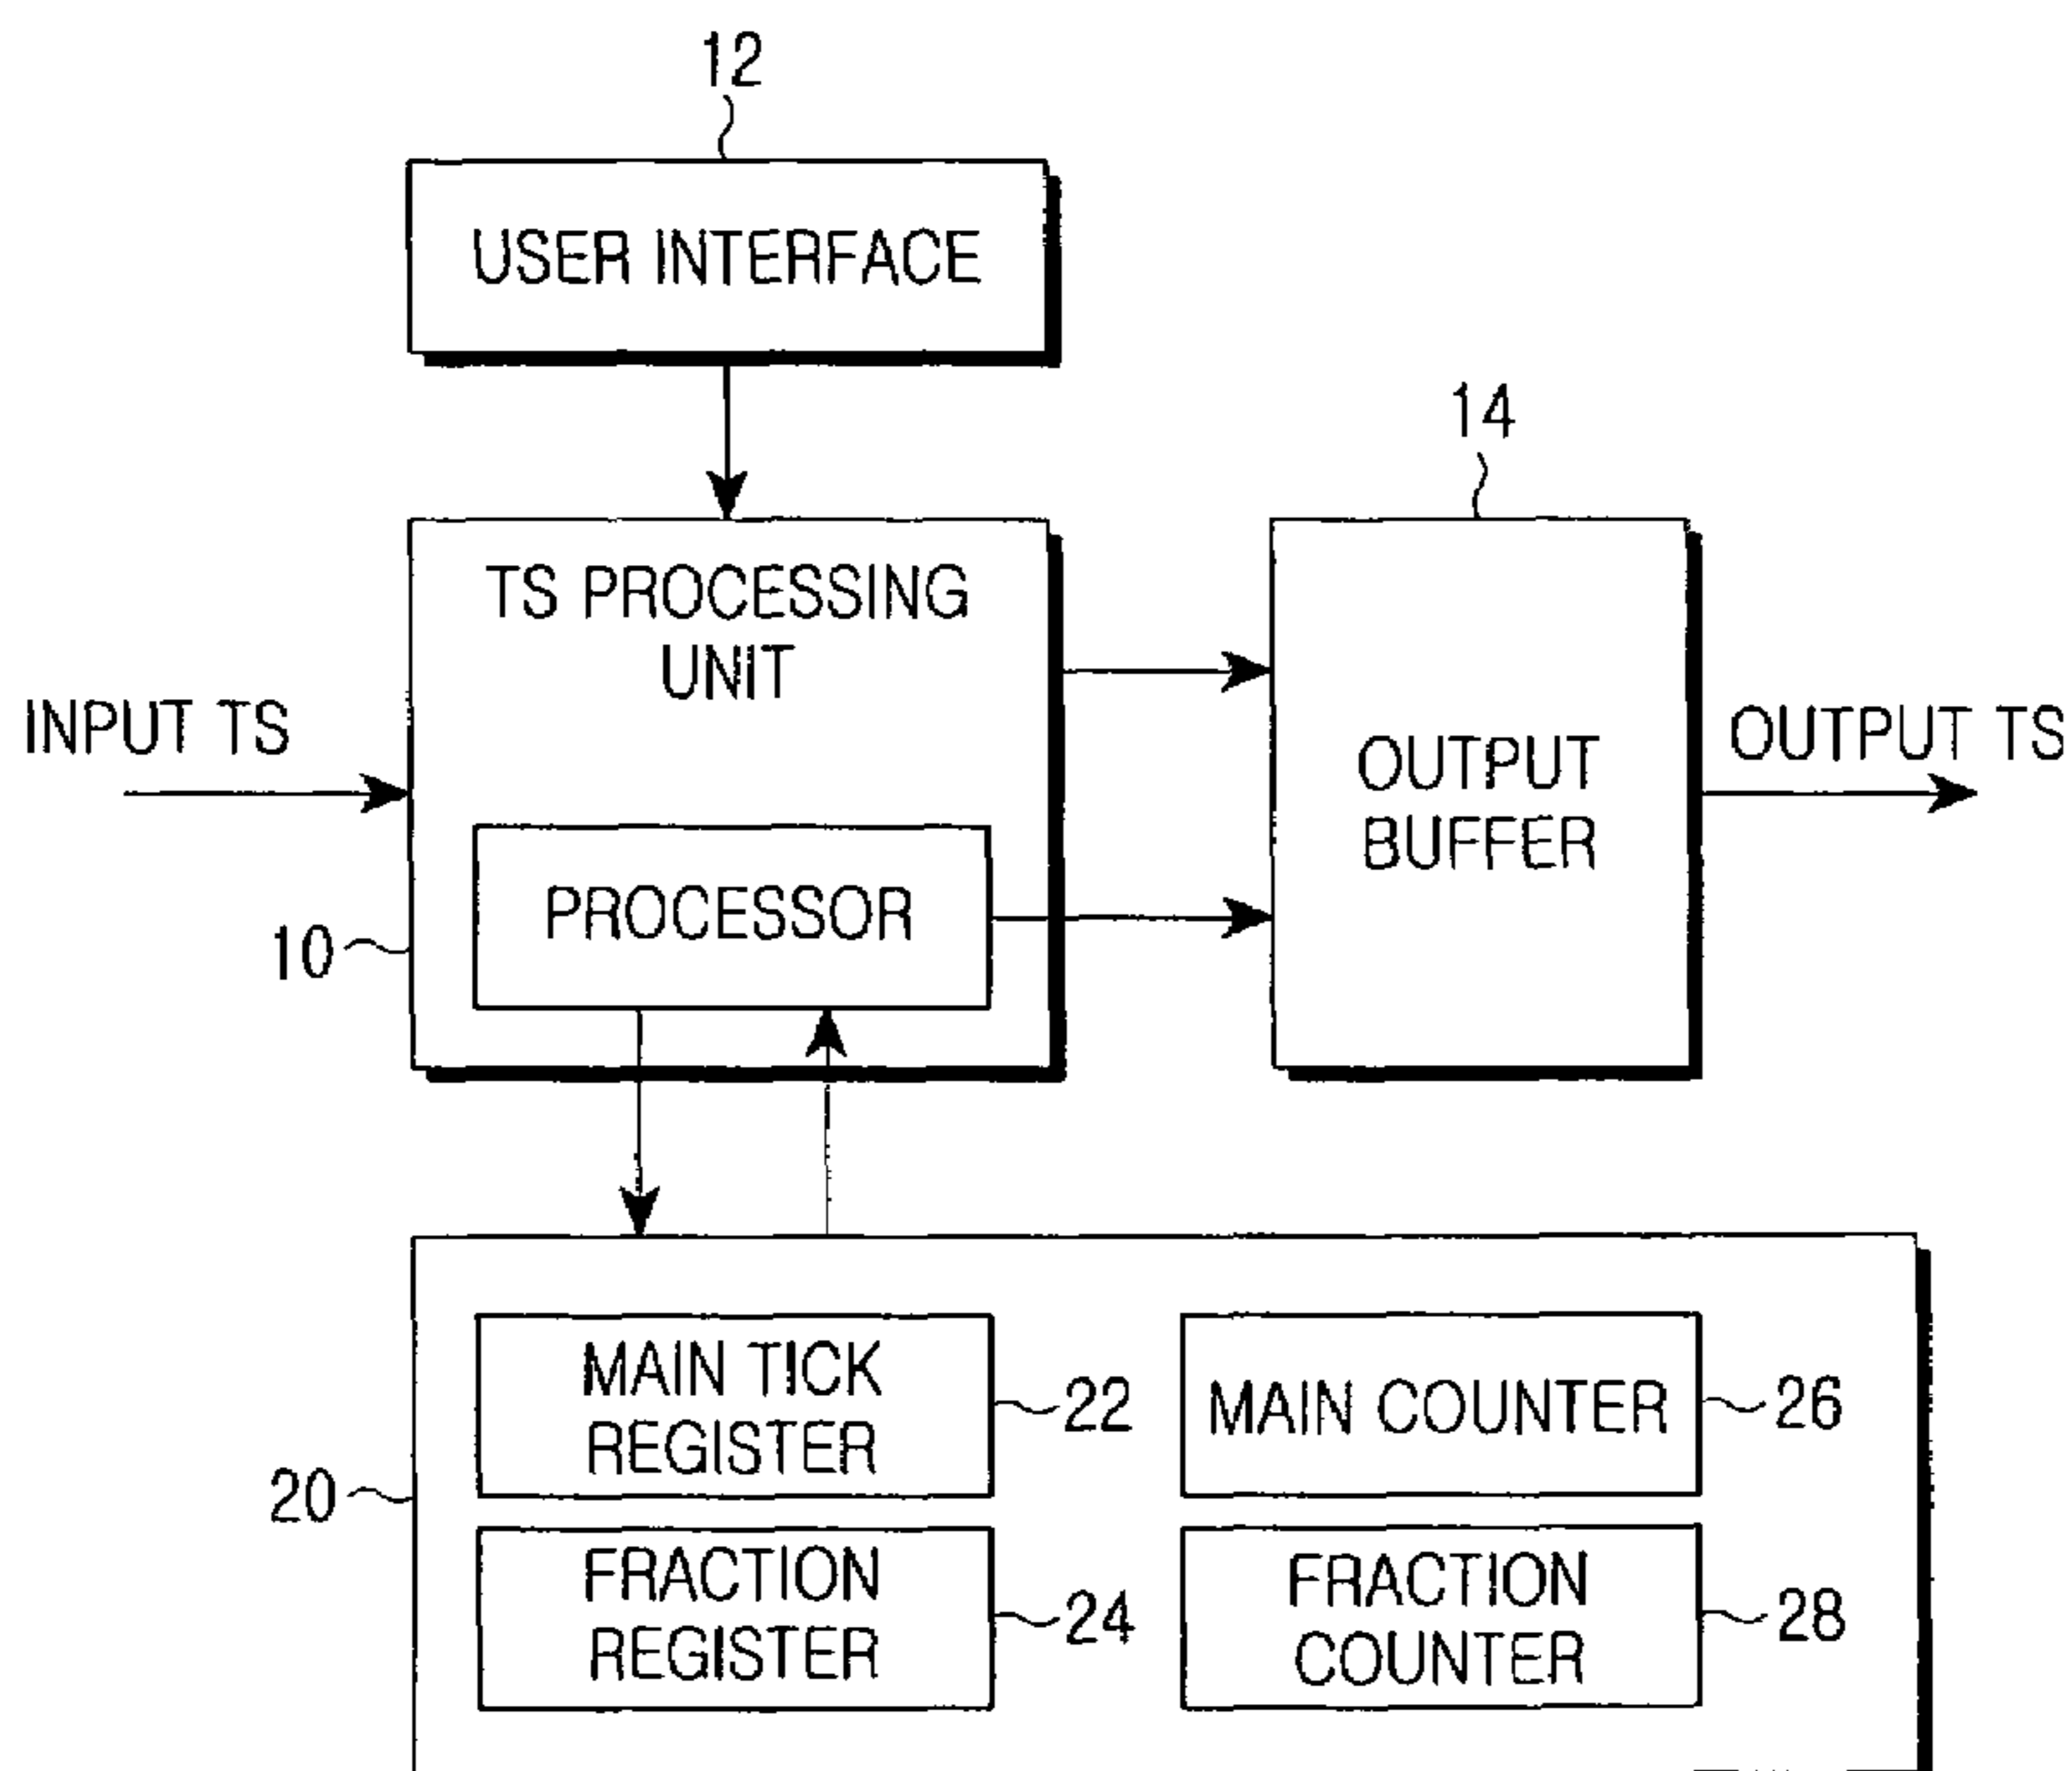 12
USER INTERFACE
14
TS PROCESSING
UNIT
INPUT TS
OUTPUT TS
OUTPUT
BUFFER
PROCESSOR
10
MAIN TICK
REGISTER
22
MAIN COUNTER
26
20
FRACTION
REGISTER
24
FRACTION
COUNTER
28